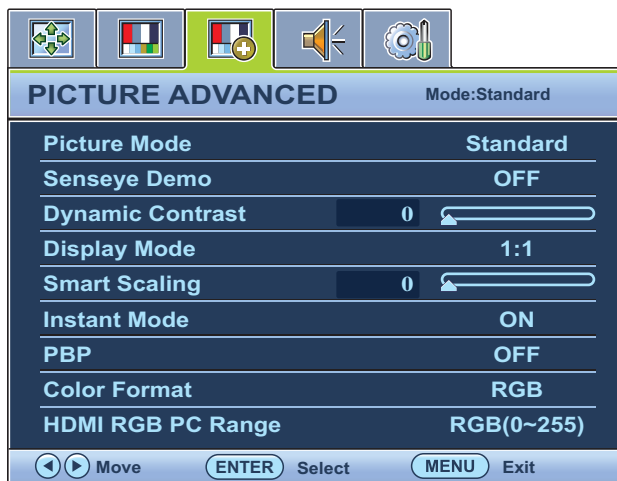 PICTURE ADVANCED Mode:Standard
Picture Mode Standard
Senseye Demo OFF
Dynamic Contrast 0
Display Mode 1:1
Smart Scaling 0
Instant Mode ON
PBP OFF
Color Format RGB
HDMI RGB PC Range RGB(0~255)
Move ENTER Select MENU Exit